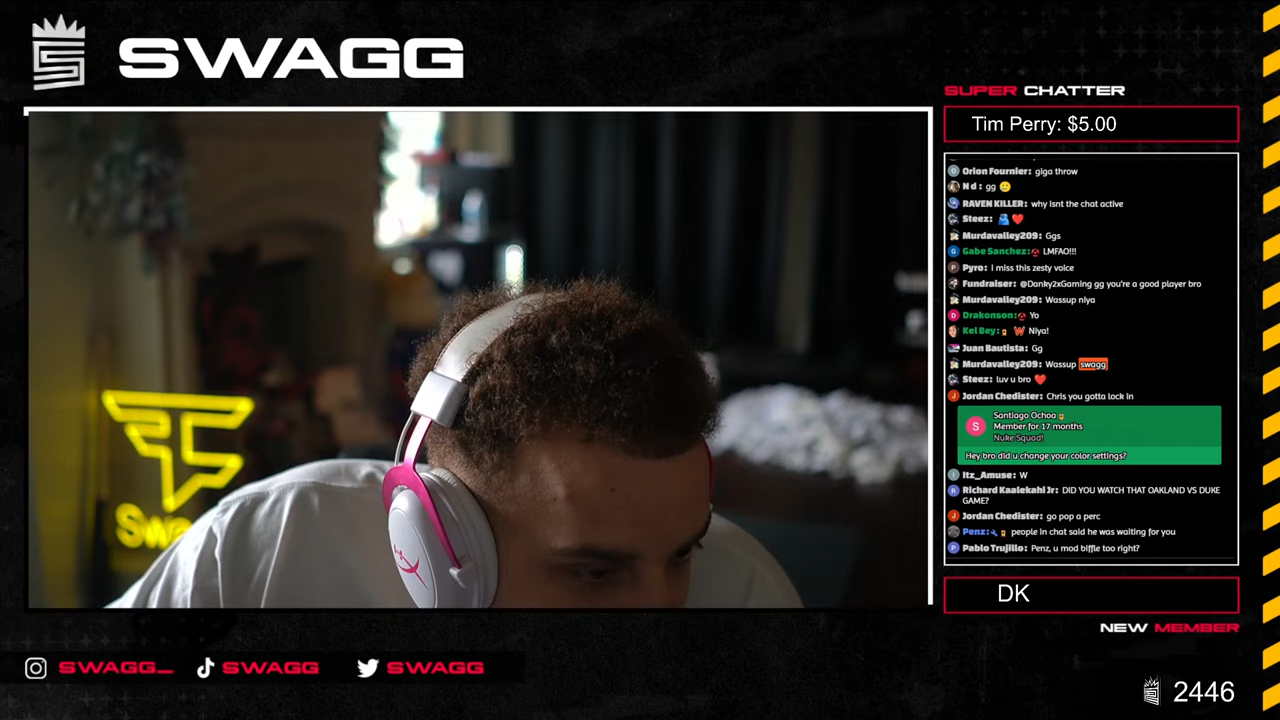 SWAGG
SUPER CHATTER
Tim Perry: $5.00
Orion Fournier: giga throw
N d: gg
RAVEN KILLER: why isnt the chat active
Steez:
Murdavalley209: Ggs
Gabe Sanchez: LMFAO!!!
Pyro: I miss this zesty voice
Fundraiser: @Danky2xGaming gg you're a good player bro
Murdavalley209: Wassup niya
Drakonson: Yo
Kel Bey: W Niya!
Juan Bautista: Gg
Murdavalley209: Wassup swagg
Steez: luv u bro
Jordan Chedister: Chris you gotta lock in
S
Santiago Ochoa
Member for 17 months
Nuke Squad!
Hey bro did u change your color settings?
Itz_Amuse: W
Richard Kaalekahi Jr: DID YOU WATCH THAT OAKLAND VS DUKE
GAME?
Jordan Chedister: go pop a perc
Penz: people in chat said he was waiting for you
Pablo Trujillo: Penz, u mod biffle too right?
DK
NEW MEMBER
SWAGG_ SWAGG SWAGG
2446